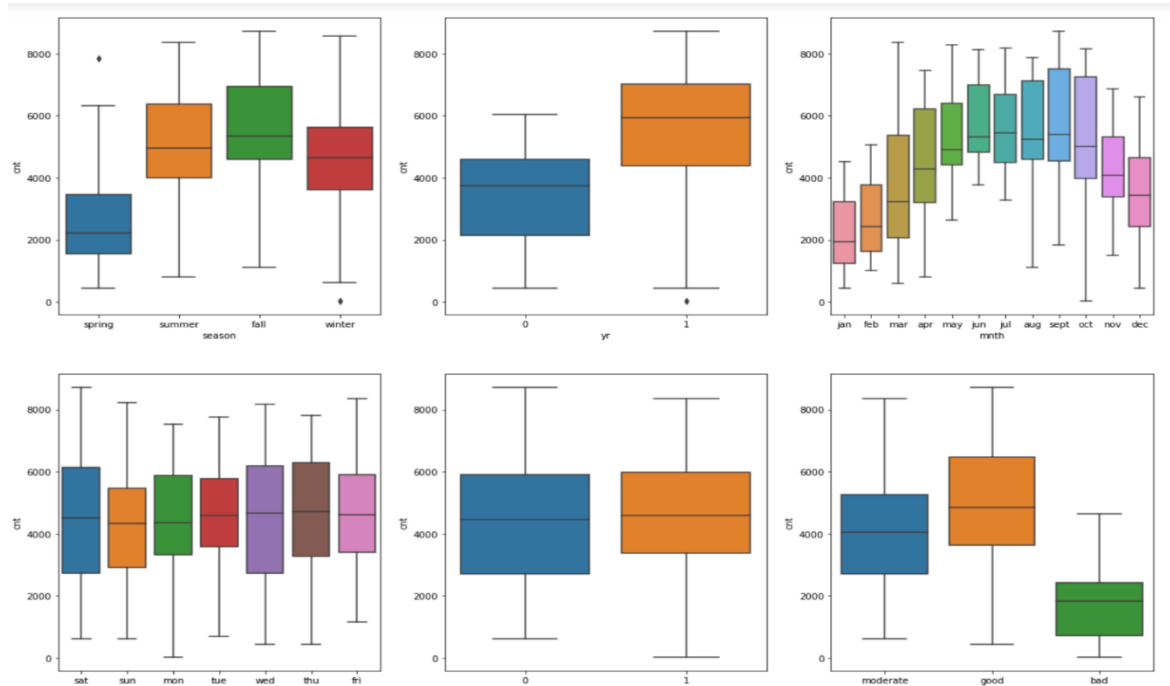 8000
6000
4000
2000
0
cnt
spring summer fall winter
season
8000
6000
4000
2000
0
cnt
0 1
yr
8000
6000
4000
2000
0
cnt
jan feb mar apr may jun jul aug sept oct nov dec
mnth
8000
6000
4000
2000
0
cnt
sat sun mon tue wed thu fri
8000
6000
4000
2000
0
cnt
0 1
8000
6000
4000
2000
0
cnt
moderate good bad